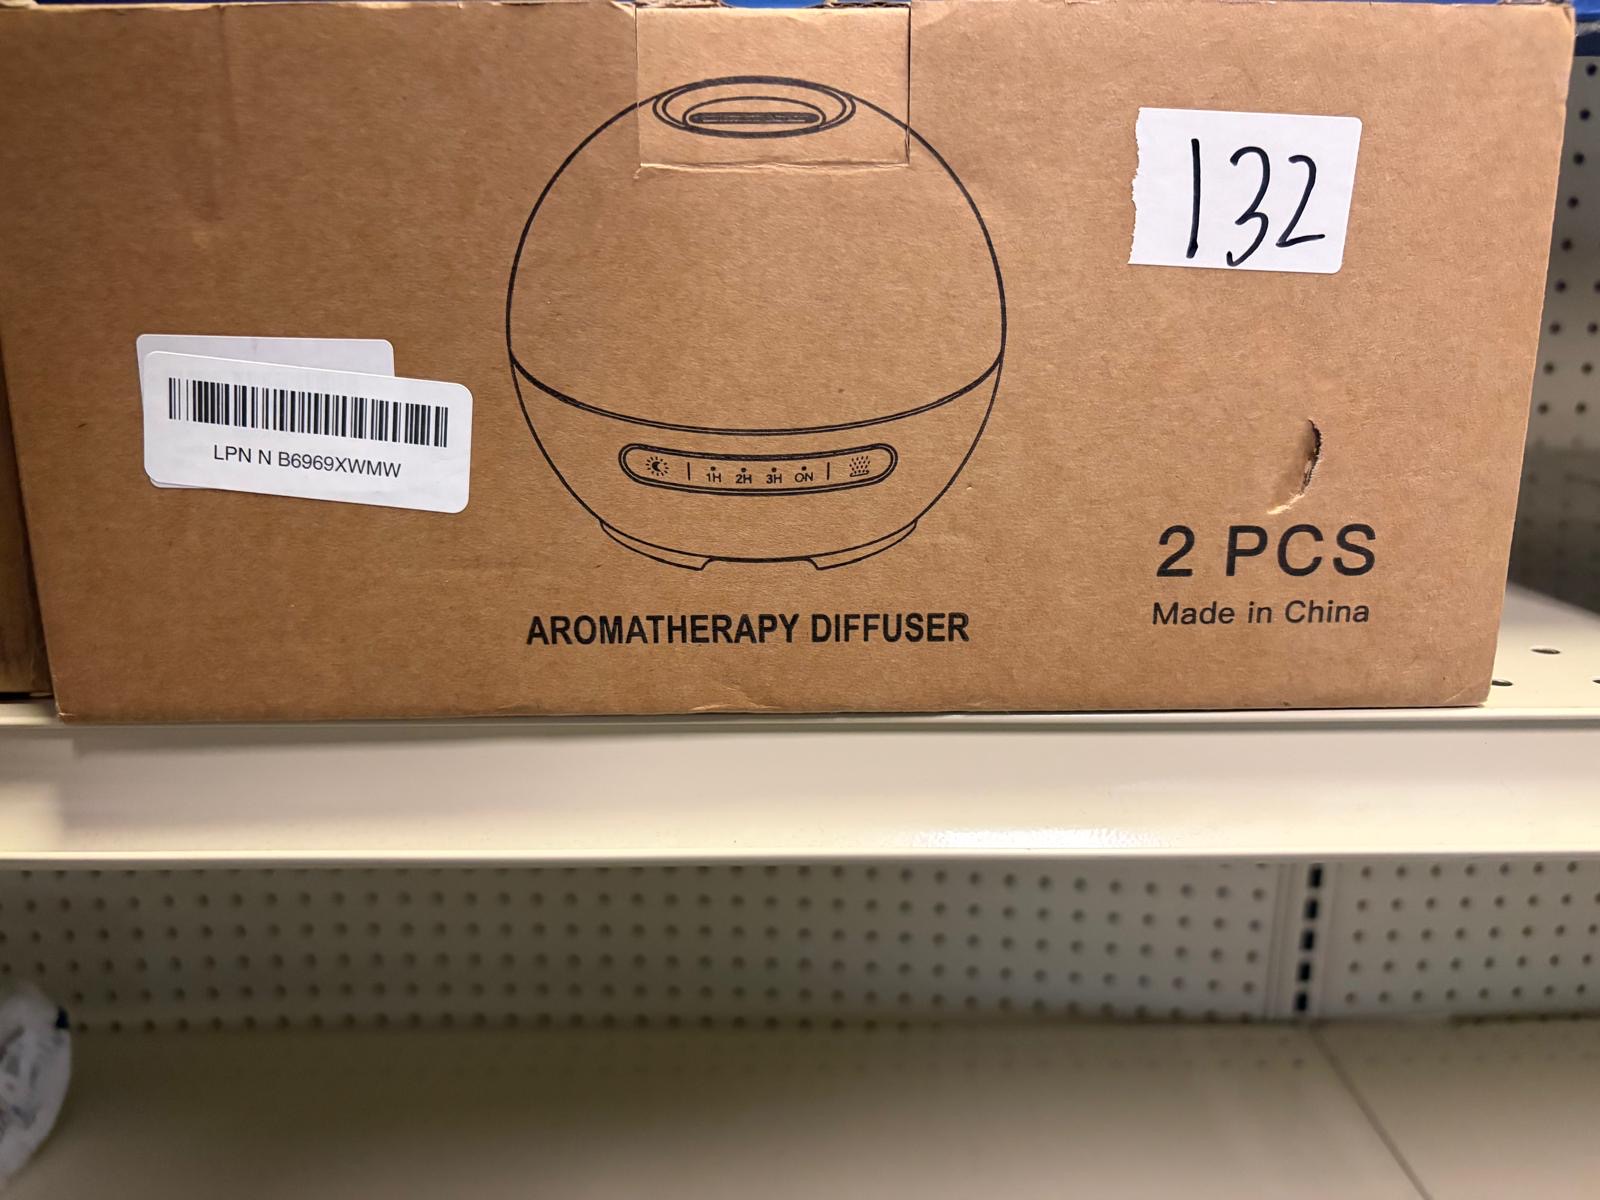 132
LPN N B6969XWMW
1H 2H 3H ON
2 PCS
Made in China
AROMATHERAPY DIFFUSER